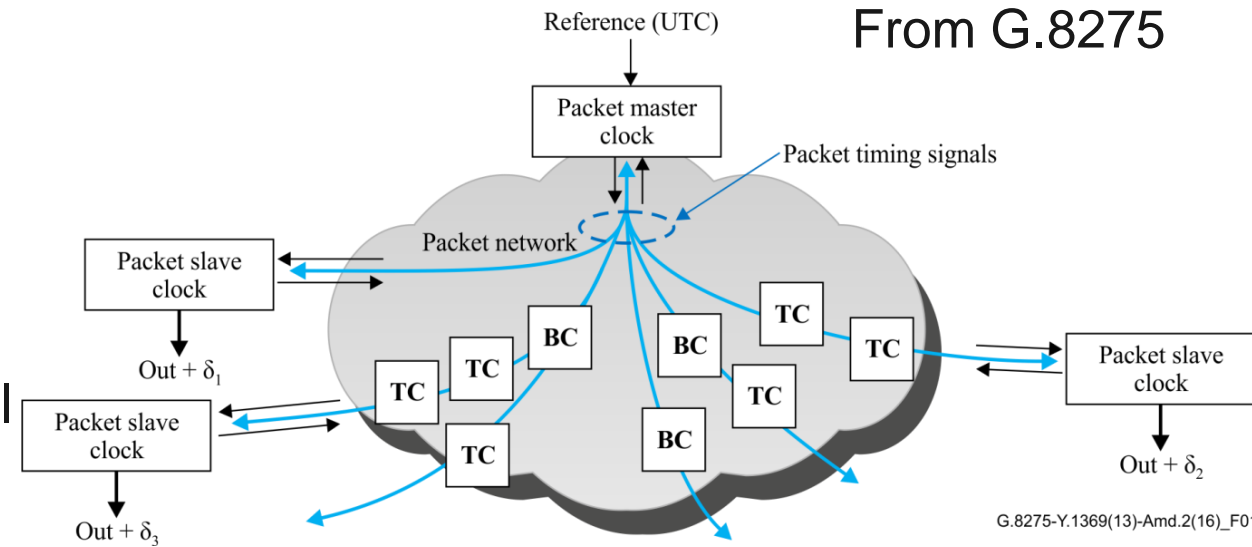 From G.8275
Reference (UTC)
Packet master
clock
Packet timing signals
Packet network
Packet slave
clock
Out + δ₁
BC
TC
BC
TC
TC
TC
TC
TC
BC
Packet slave
clock
Out + δ₂
Packet slave
clock
Out + δ₃
G.8275-Y.1369(13)-Amd.2(16)_F01